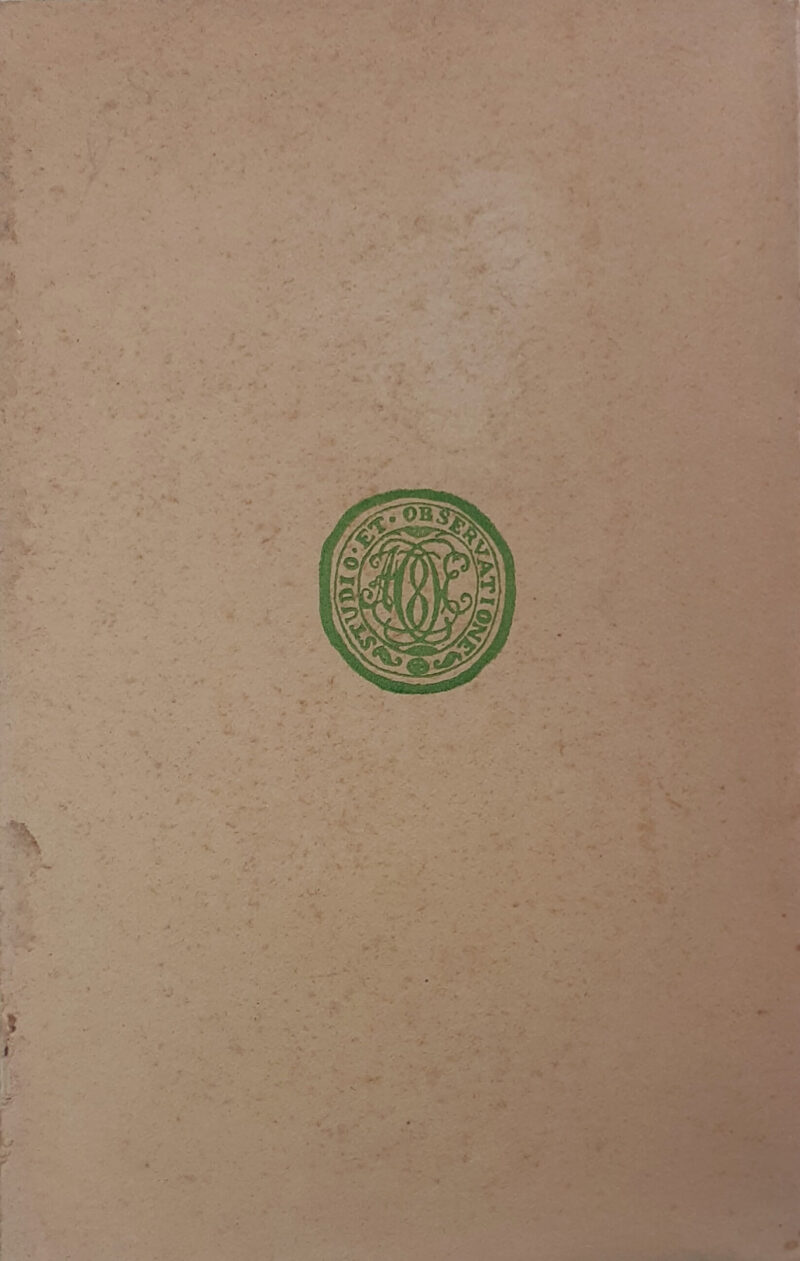 STUDIO · ET · OBSERVATIONE